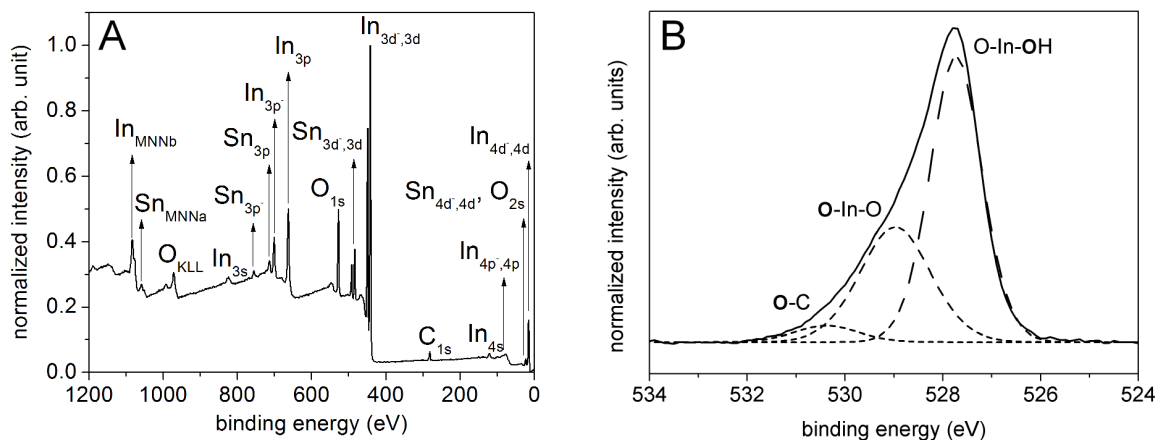 A
B
In3d-,3d
In3p
In3p-
Sn3p
Sn3p-
InMNNb
SnMNNa
OKLL
In3s
Sn3d-,3d
O1s
In4d-,4d
Sn4d-,4d, O2s
In4p-,4p
C1s
In4s
normalized intensity (arb. unit)
1.0
0.8
0.6
0.4
0.2
0.0
1200 1000 800 600 400 200 0
binding energy (eV)
O-In-OH
O-In-O
O-C
normalized intensity (arb. units)
534 532 530 528 526 524
binding energy (eV)